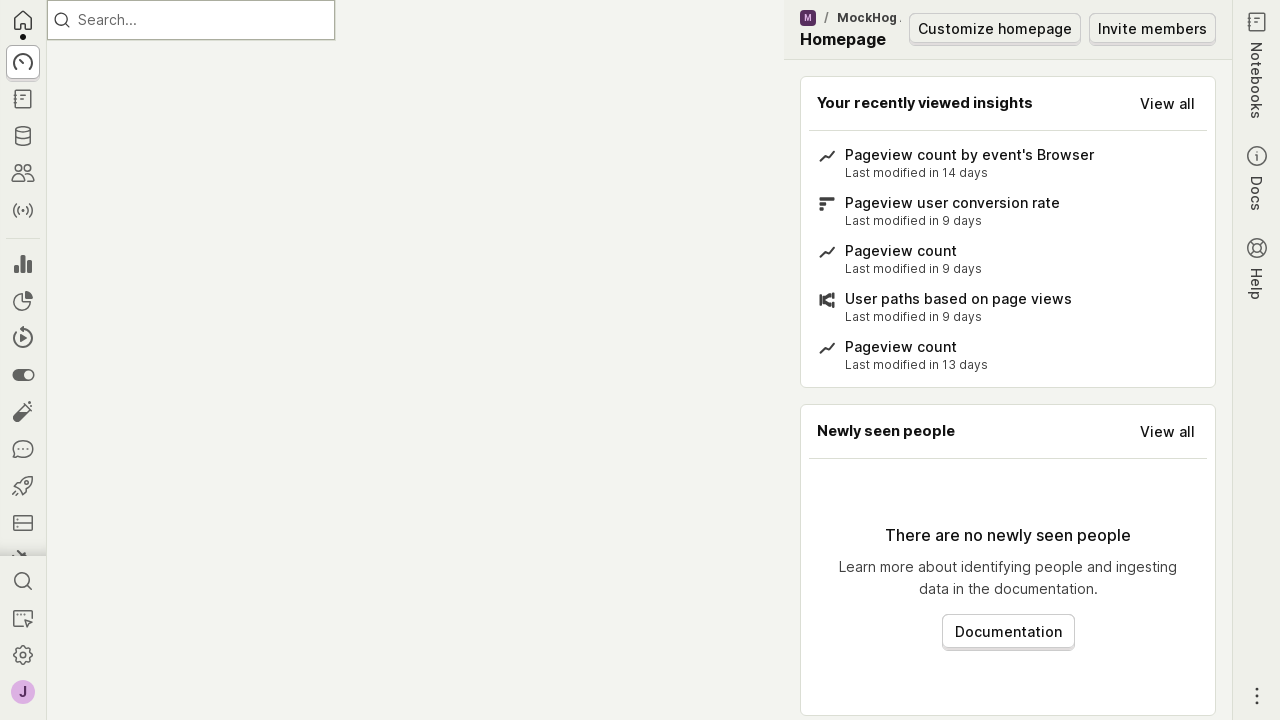 Search...
M / MockHog .
Homepage
Customize homepage
Invite members
Your recently viewed insights
View all
Pageview count by event's Browser
Last modified in 14 days
Pageview user conversion rate
Last modified in 9 days
Pageview count
Last modified in 9 days
User paths based on page views
Last modified in 9 days
Pageview count
Last modified in 13 days
Newly seen people
View all
There are no newly seen people
Learn more about identifying people and ingesting
data in the documentation.
Documentation
Notebooks
Docs
Help
J